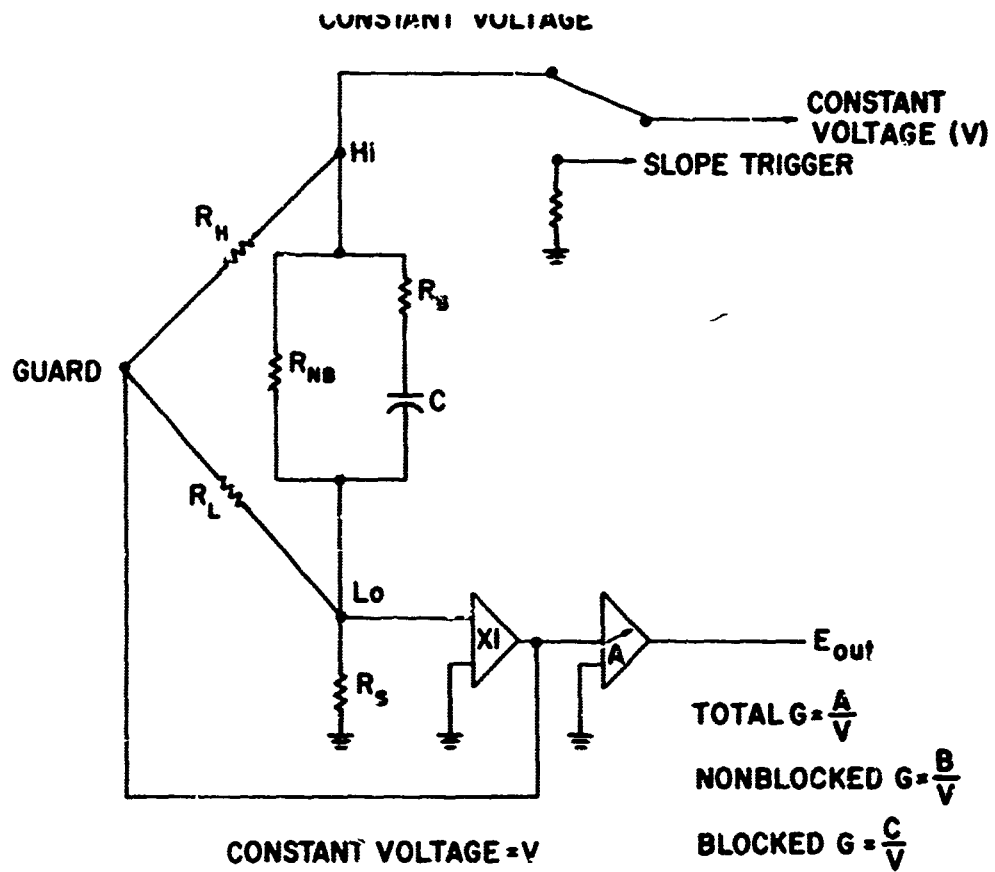 CONSTANT VOLTAGE
CONSTANT
VOLTAGE (V)
SLOPE TRIGGER
Hi
R_H
R_B
R_NB
GUARD
C
R_L
Lo
X1
A
E_out
R_S
TOTAL G = A/V
NONBLOCKED G = B/V
BLOCKED G = C/V
CONSTANT VOLTAGE = V